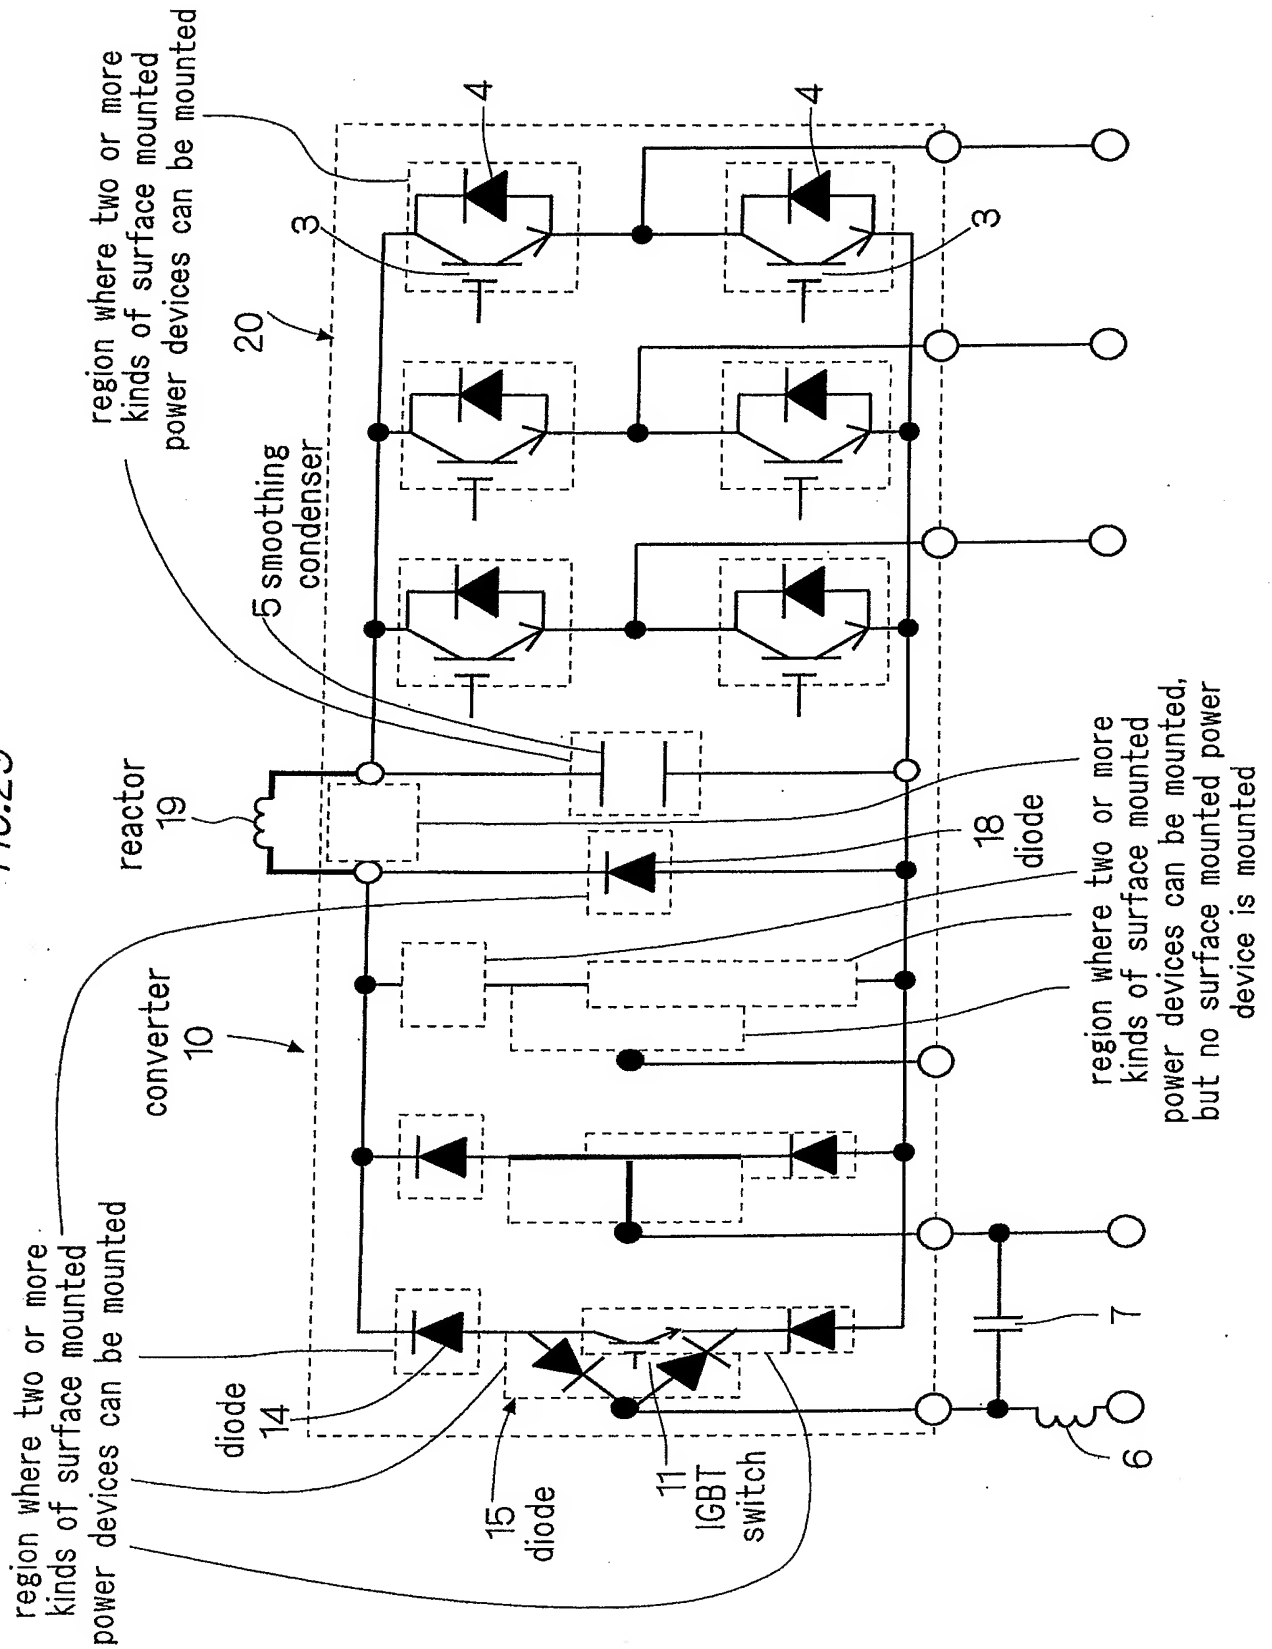 region where two or more
kinds of surface mounted
power devices can be mounted
diode
14
15
diode
11
IGBT
switch
6
7
converter
10
reactor
19
18
diode
5 smoothing
condenser
20
region where two or more
kinds of surface mounted
power devices can be mounted
3
4
4
3
region where two or more
kinds of surface mounted
power devices can be mounted,
but no surface mounted power
device is mounted